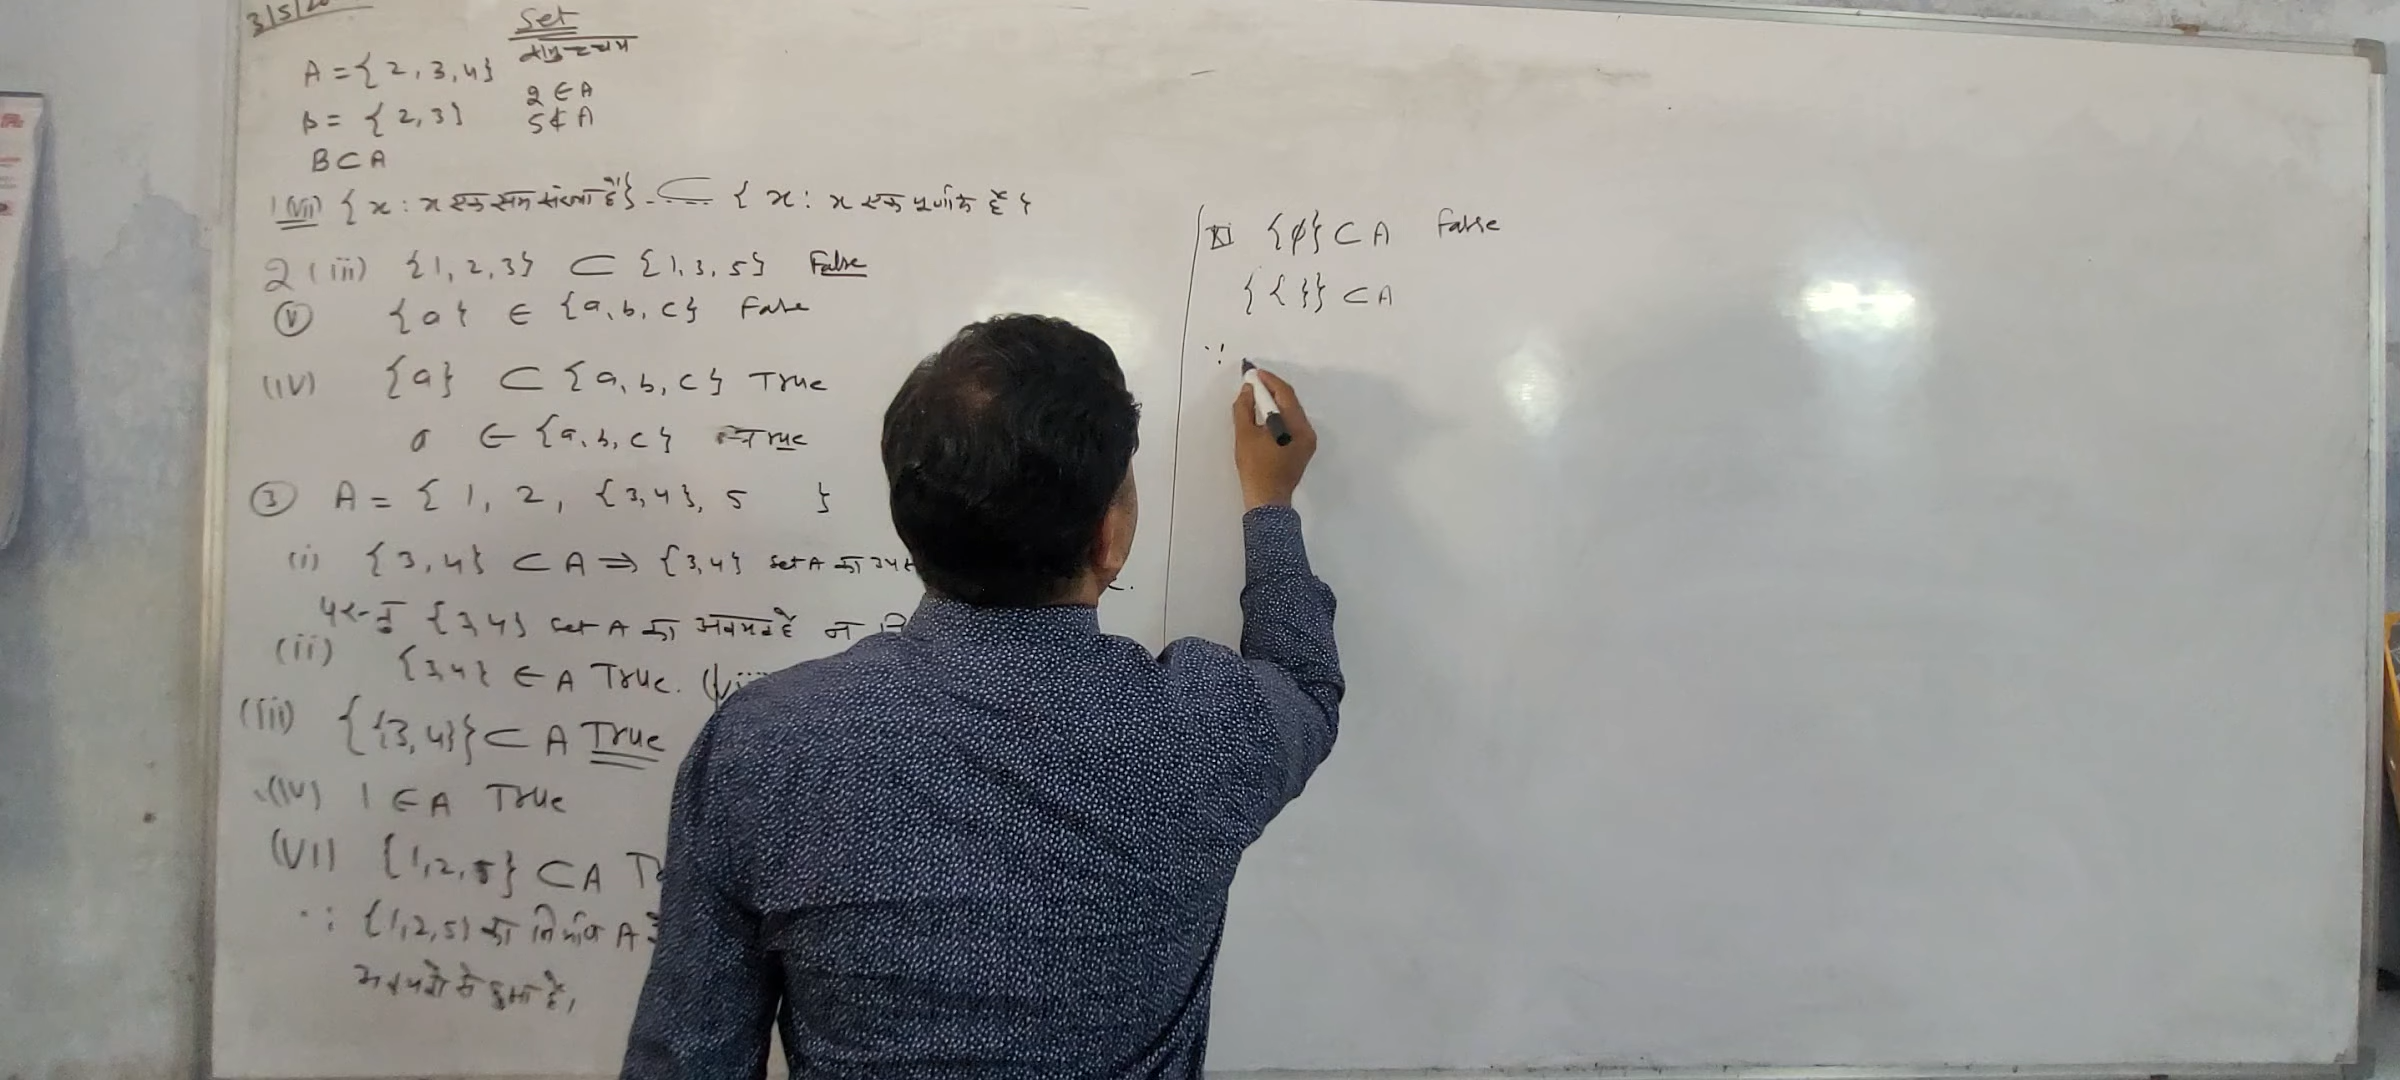 3/5/20
Set
समुच्चय
A = { 2, 3, 4}
2 ∈ A
B = { 2, 3}
5 ∉ A
B ⊂ A
1 (vii) { x : x एक सम संख्या है } ⊂ { x : x एक पूर्णांक है }
2 (iii) {1, 2, 3} ⊂ {1, 3, 5} False
(v) {a} ∈ {a, b, c} False
(iv) {a} ⊂ {a, b, c} True
a ∈ {a, b, c} True
(3) A = { 1, 2, {3,4}, 5 }
(i) {3,4} ⊂ A ⇒ {3,4} set A का
परन्तु {3,4} set A का अवयव है न
(ii) {3,4} ∈ A True.
(iii) {{3,4}} ⊂ A True
(iv) 1 ∈ A True
(vi) {1,2,5} ⊂ A
∵ {1,2,5} का निर्माण A
अवयवो से हुआ है।
XI {φ} ⊂ A False
{ { } } ⊂ A
∵